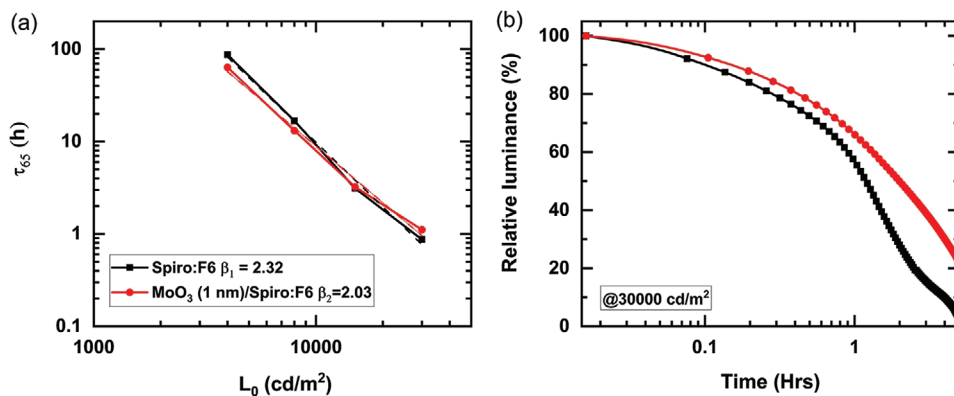 (a)
100
10
1
0.1
τ₆₅ (h)
Spiro:F6 β₁ = 2.32
MoO₃ (1 nm)/Spiro:F6 β₂=2.03
1000
10000
L₀ (cd/m²)
(b)
100
80
60
40
20
0
Relative luminance (%)
@30000 cd/m²
0.1
1
Time (Hrs)